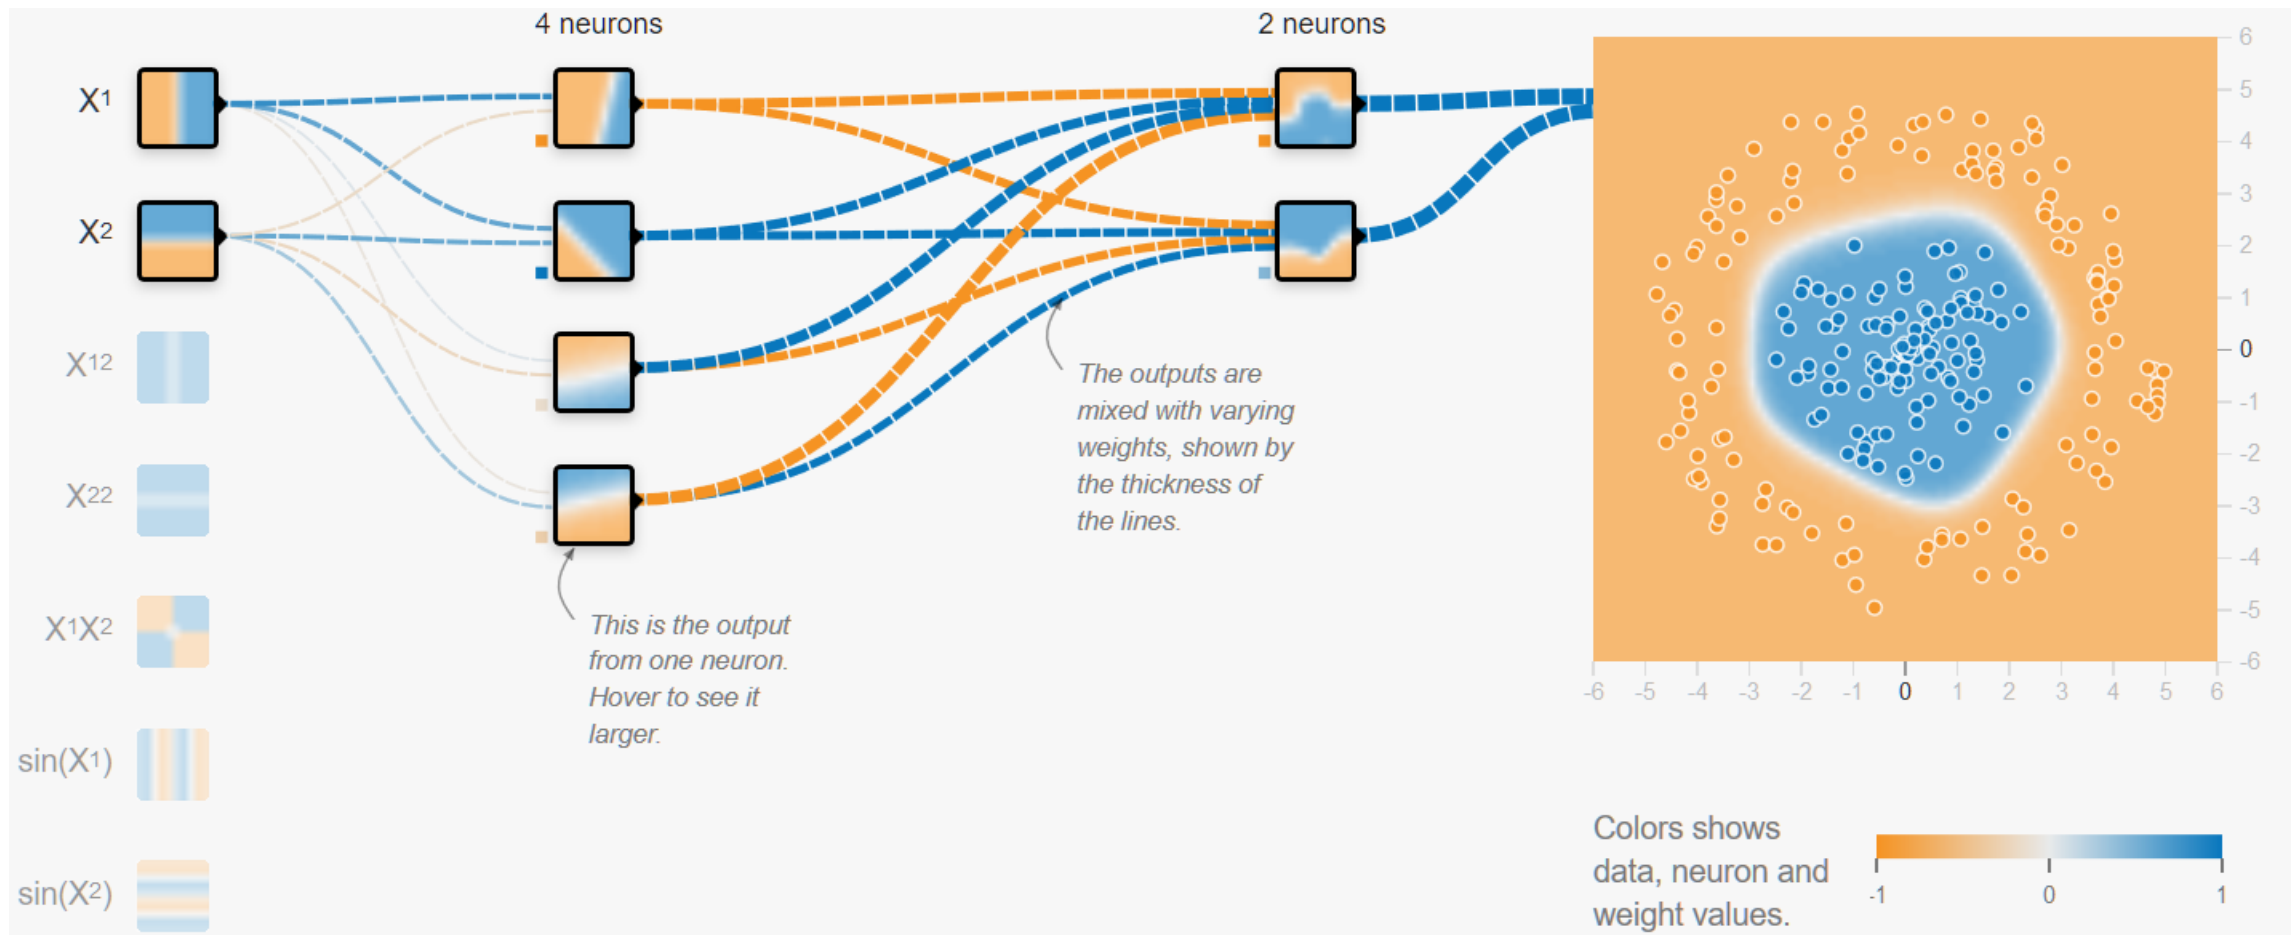 4 neurons
2 neurons
X1
X2
X12
X22
X1X2
sin(X1)
sin(X2)
This is the output
from one neuron.
Hover to see it
larger.
The outputs are
mixed with varying
weights, shown by
the thickness of
the lines.
6
5
4
3
2
1
0
-1
-2
-3
-4
-5
-6
-6 -5 -4 -3 -2 -1 0 1 2 3 4 5 6
Colors shows
data, neuron and
weight values.
-1 0 1